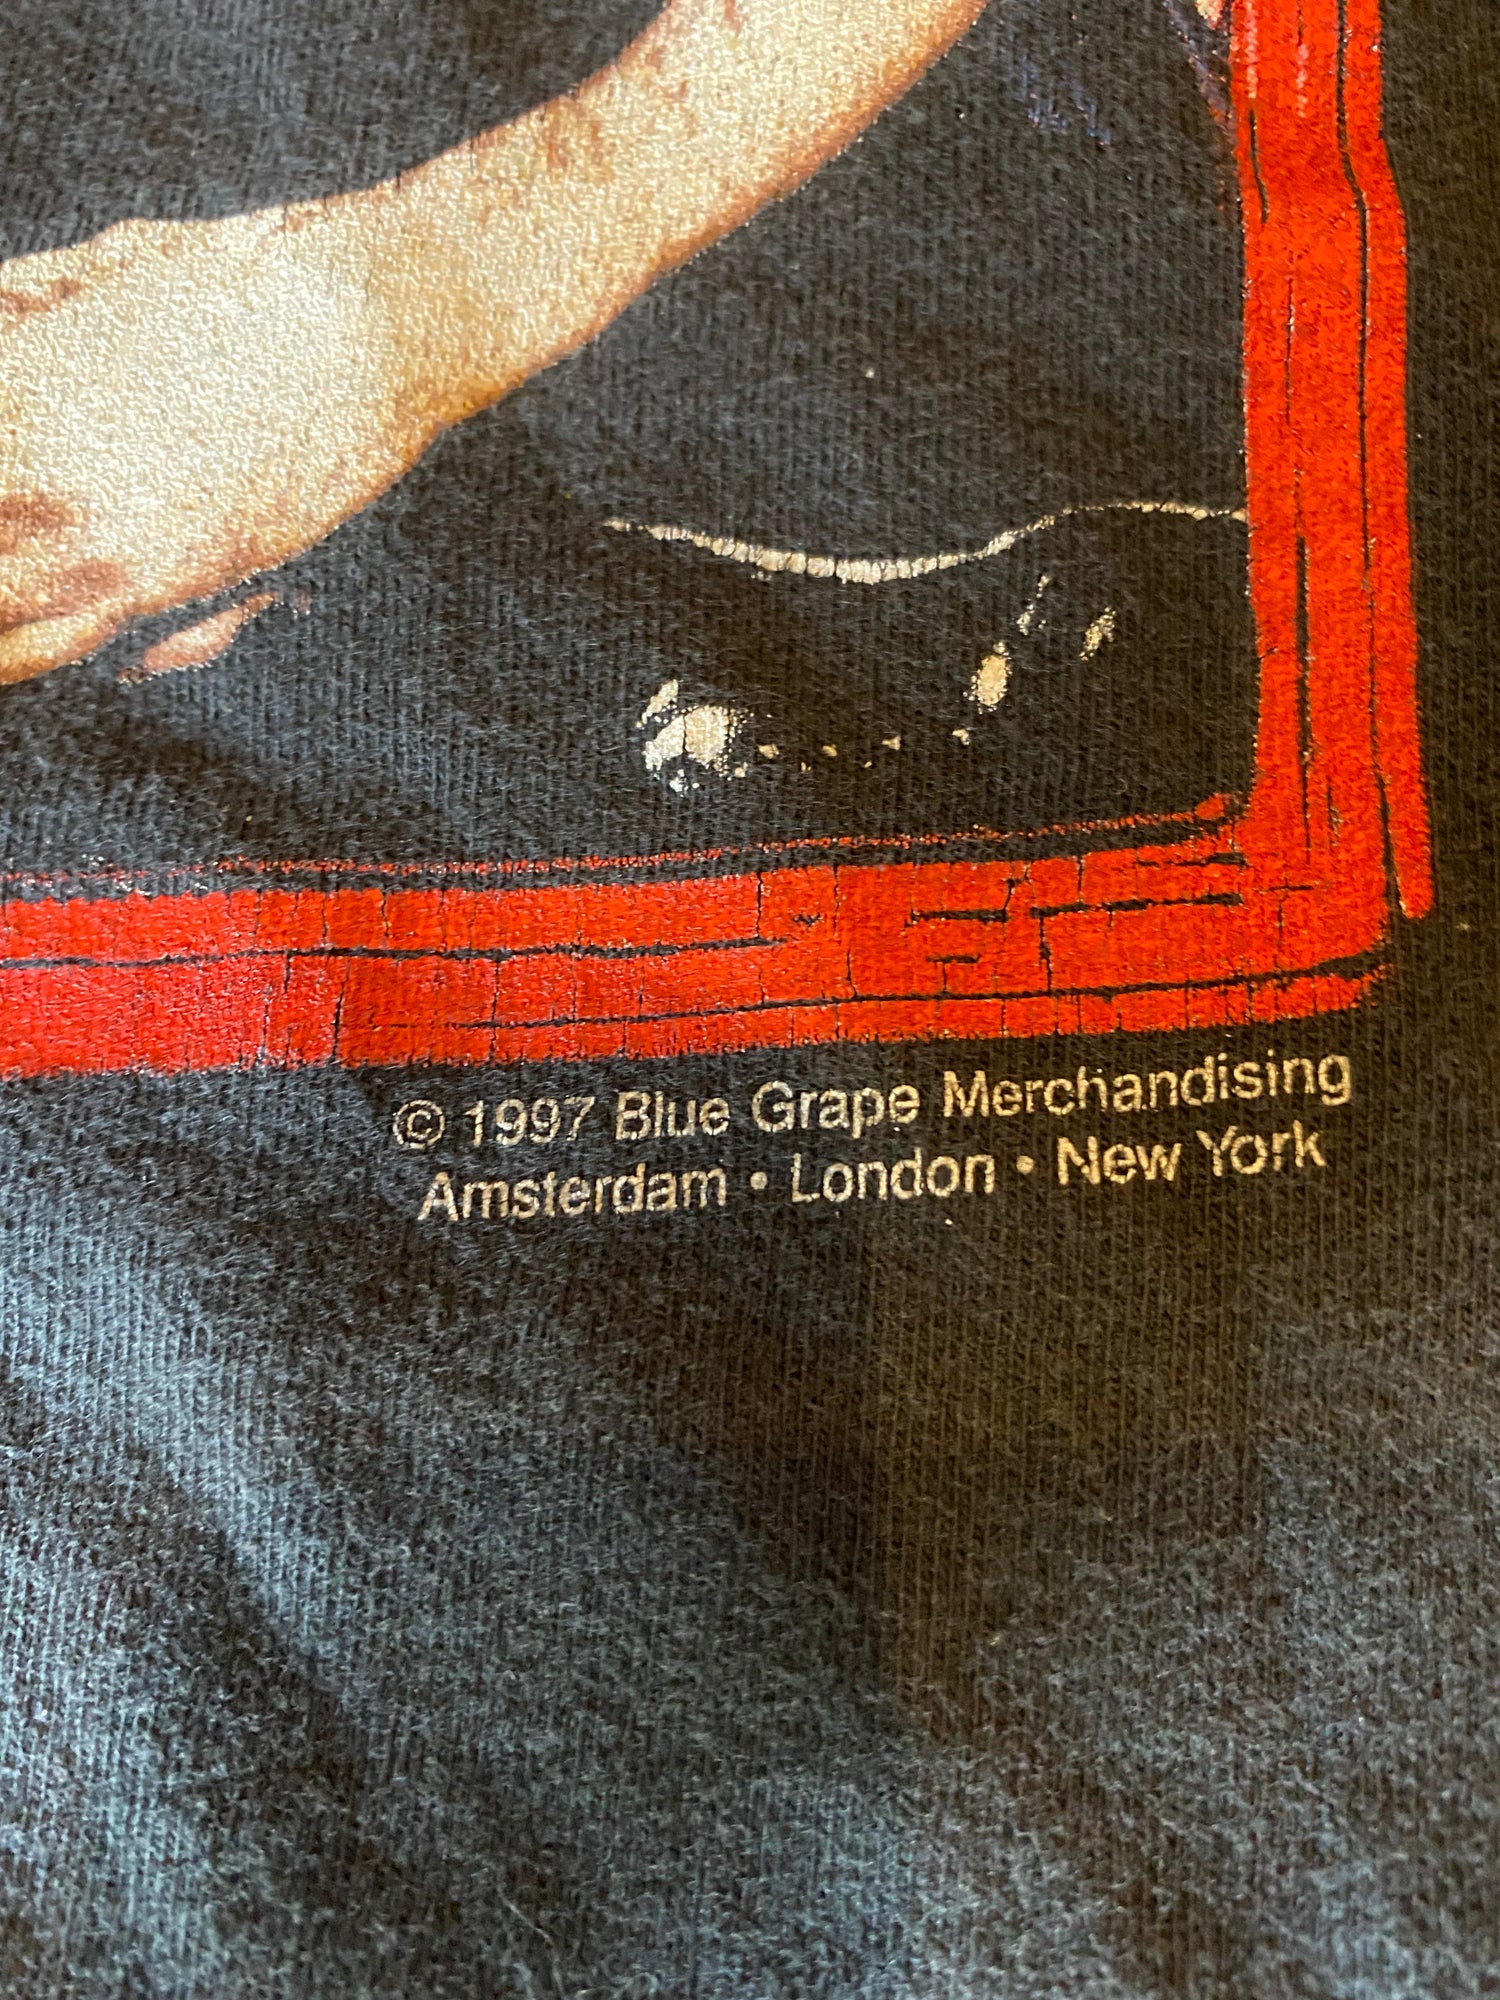 © 1997 Blue Grape Merchandising
Amsterdam • London • New York